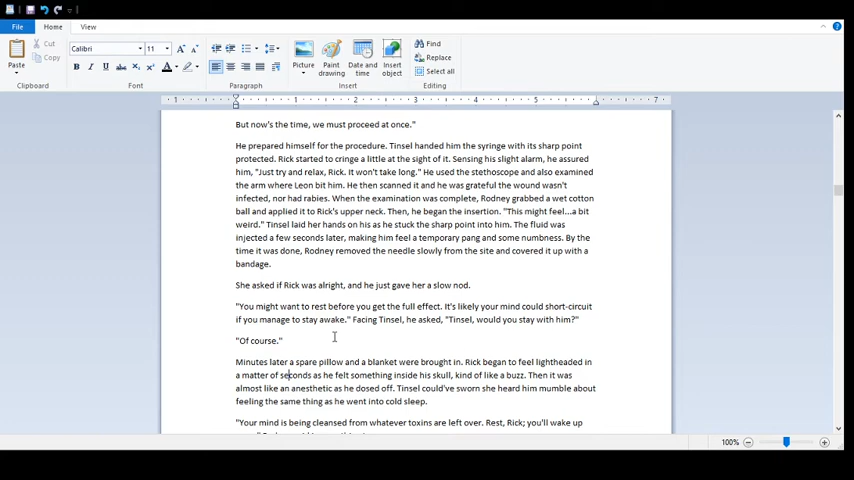 File
Home
View
Cut
Copy
Paste
Calibri
11
Clipboard
Font
Paragraph
Picture
Paint drawing
Date and time
Insert object
Insert
Find
Replace
Select all
Editing
1 1 2 3 4 5 6 7
But now's the time, we must proceed at once."
He prepared himself for the procedure. Tinsel handed him the syringe with its sharp point
protected. Rick started to cringe a little at the sight of it. Sensing his slight alarm, he assured
him, "Just try and relax, Rick. It won't take long." He used the stethoscope and also examined
the arm where Leon bit him. He then scanned it and he was grateful the wound wasn't
infected, nor had rabies. When the examination was complete, Rodney grabbed a wet cotton
ball and applied it to Rick's upper neck. Then, he began the insertion. "This might feel...a bit
weird." Tinsel laid her hands on his as he stuck the sharp point into him. The fluid was
injected a few seconds later, making him feel a temporary pang and some numbness. By the
time it was done, Rodney removed the needle slowly from the site and covered it up with a
bandage.
She asked if Rick was alright, and he just gave her a slow nod.
"You might want to rest before you get the full effect. It's likely your mind could short-circuit
if you manage to stay awake." Facing Tinsel, he asked, "Tinsel, would you stay with him?"
"Of course."
Minutes later a spare pillow and a blanket were brought in. Rick began to feel lightheaded in
a matter of seconds as he felt something inside his skull, kind of like a buzz. Then it was
almost like an anesthetic as he dosed off. Tinsel could've sworn she heard him mumble about
feeling the same thing as he went into cold sleep.
"Your mind is being cleansed from whatever toxins are left over. Rest, Rick; you'll wake up
100%